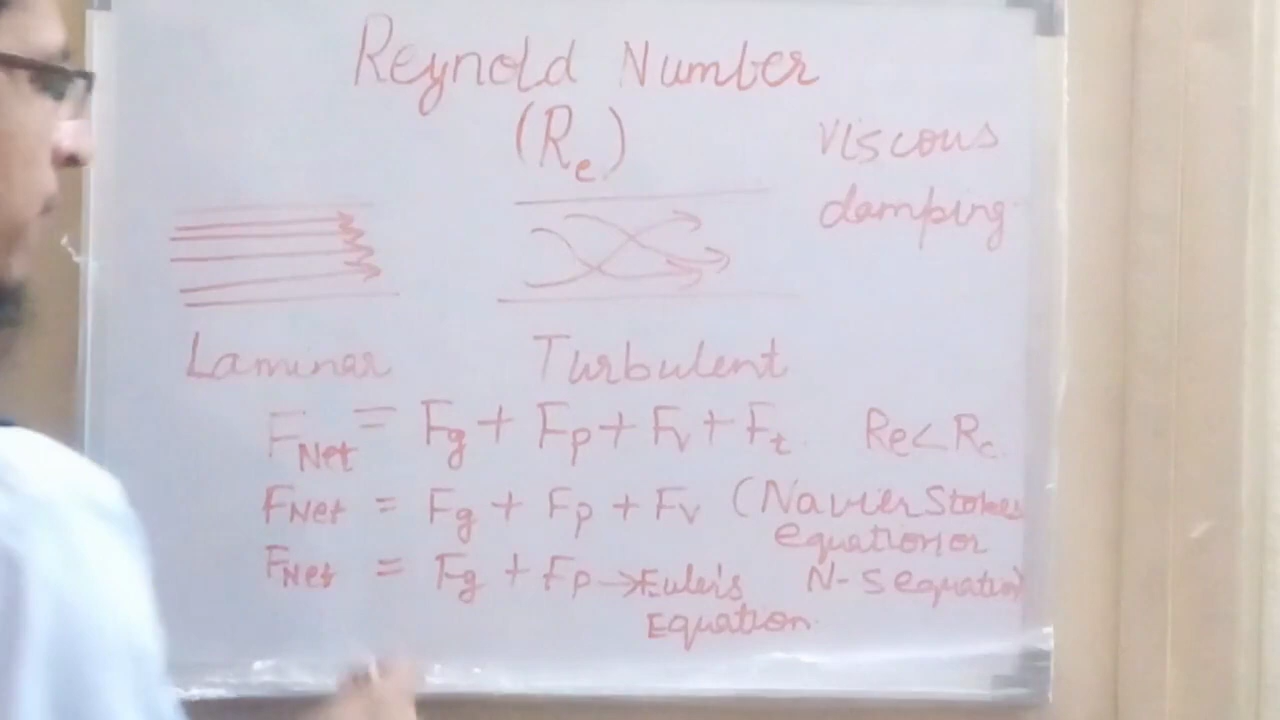 Reynold Number
(Re)
Viscous
damping
Laminar
Turbulent
FNet = Fg + Fp + Fv + Ft
Re < Rc
FNet = Fg + Fp + Fv (Navier Stokes
equation or
N-S equation)
FNet = Fg + Fp → Euler's
Equation